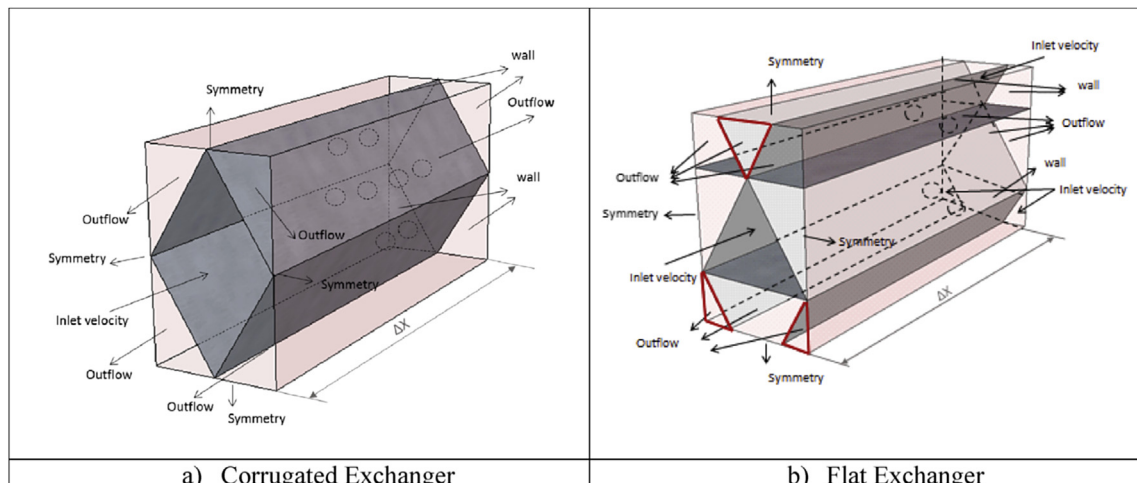 wall
Symmetry
Outflow
wall
Outflow
Outflow
Symmetry
Symmetry
Inlet velocity
ΔX
Outflow
Outflow
Symmetry
a) Corrugated Exchanger
Inlet velocity
Symmetry
wall
Outflow
wall
Outflow
Inlet velocity
Symmetry
Symmetry
Inlet velocity
ΔX
Outflow
Symmetry
b) Flat Exchanger